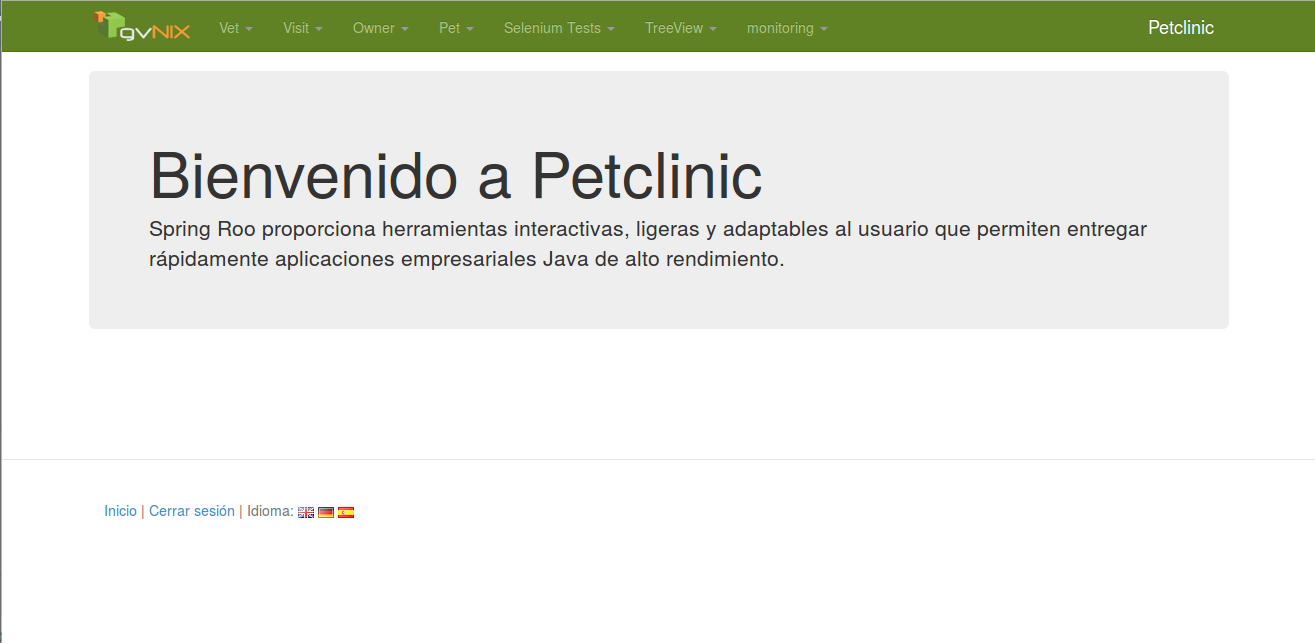 gvNIX Vet Visit Owner Pet Selenium Tests TreeView monitoring Petclinic
Bienvenido a Petclinic
Spring Roo proporciona herramientas interactivas, ligeras y adaptables al usuario que permiten entregar
rápidamente aplicaciones empresariales Java de alto rendimiento.
Inicio | Cerrar sesión | Idioma: